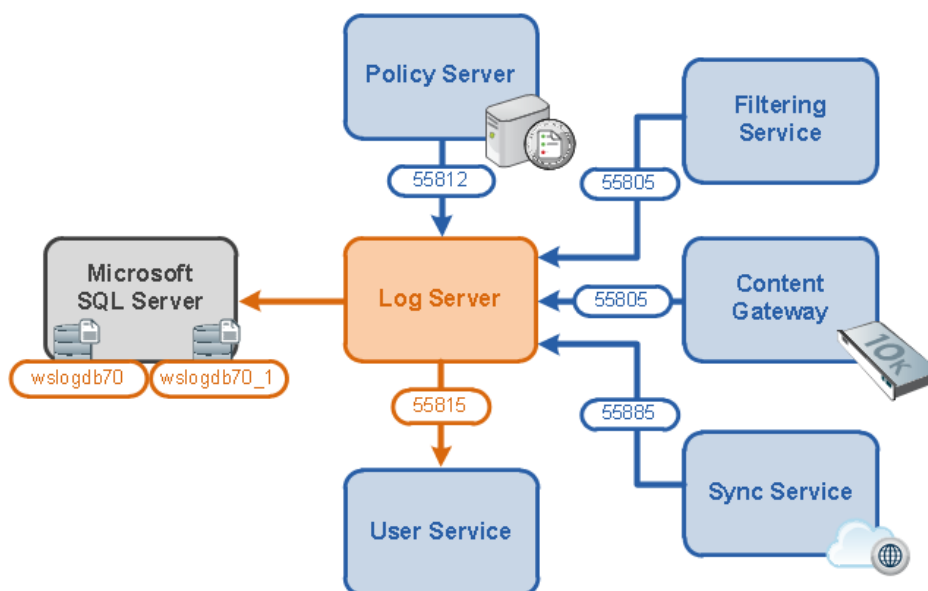 Policy Server
Filtering
Service
55812
55805
Microsoft
SQL Server
Log Server
55805
Content
Gateway
10K
wslogdb70
wslogdb70_1
55815
55885
Sync Service
User Service